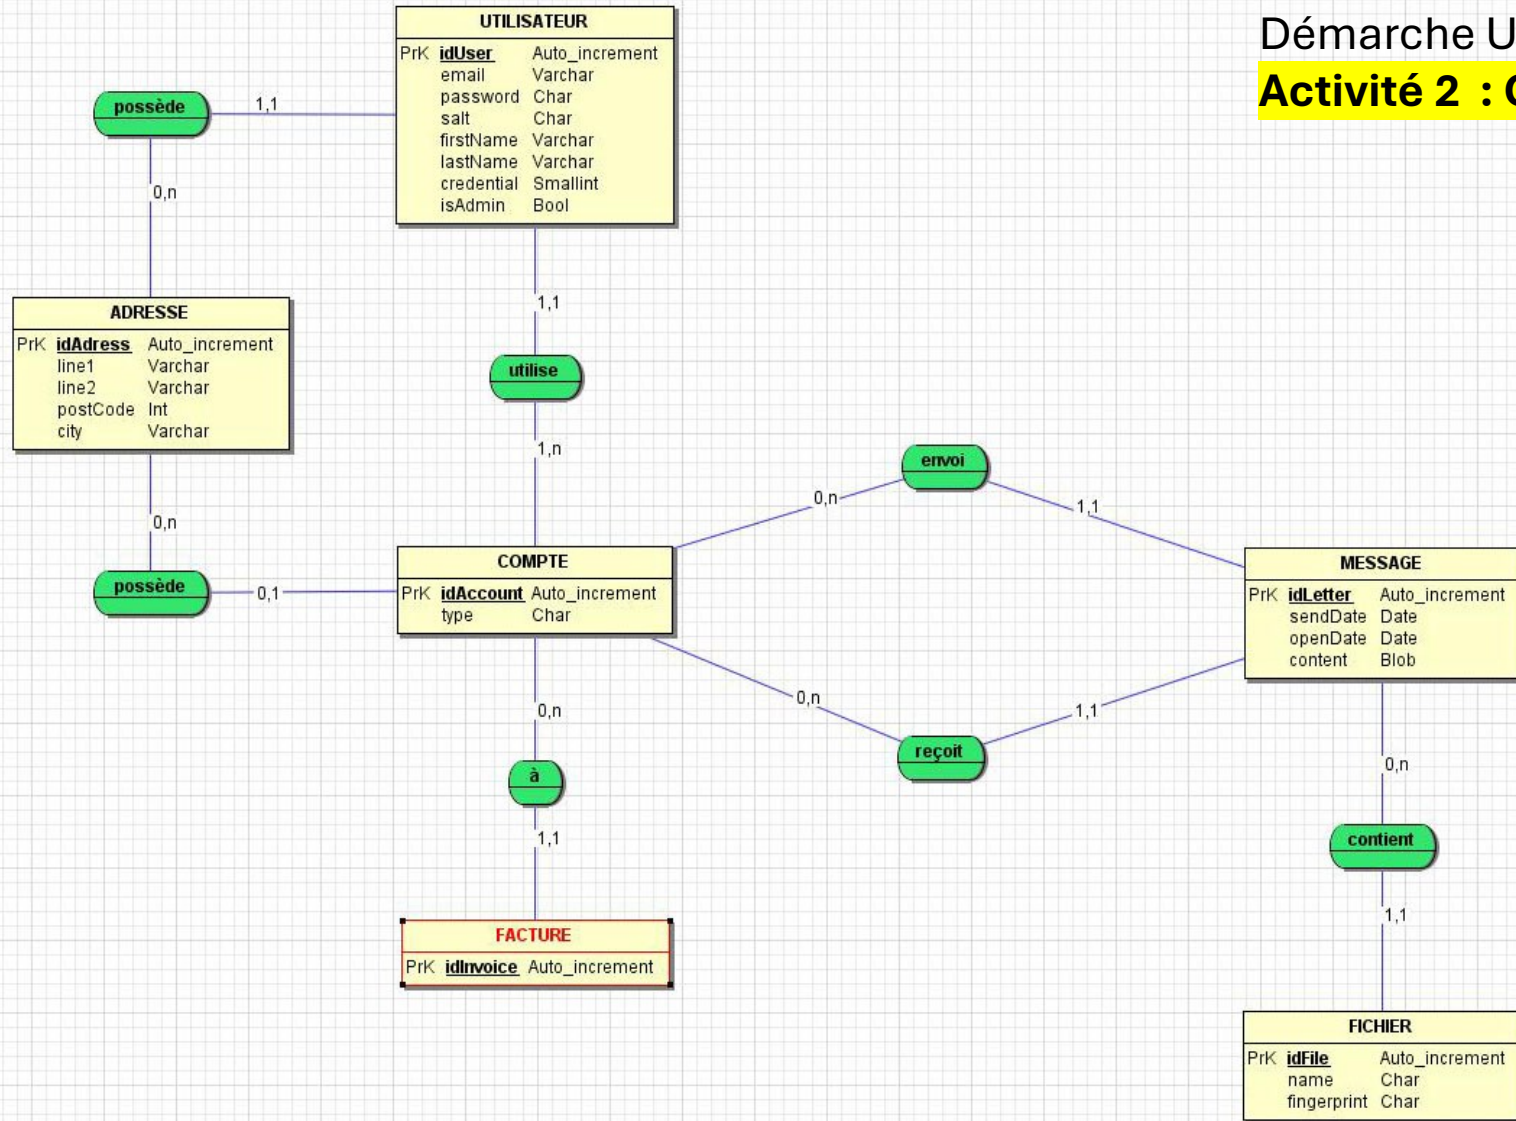 Démarche U
Activité 2 : 
UTILISATEUR
PrK idUser Auto_increment
email Varchar
password Char
salt Char
firstName Varchar
lastName Varchar
credential Smallint
isAdmin Bool
possède
1,1
0,n
ADRESSE
PrK idAdress Auto_increment
line1 Varchar
line2 Varchar
postCode Int
city Varchar
1,1
utilise
1,n
0,n
possède
0,1
COMPTE
PrK idAccount Auto_increment
type Char
envoi
0,n
1,1
MESSAGE
PrK idLetter Auto_increment
sendDate Date
openDate Date
content Blob
0,n
1,1
reçoit
0,n
à
1,1
FACTURE
PrK idInvoice Auto_increment
0,n
contient
1,1
FICHIER
PrK idFile Auto_increment
name Char
fingerprint Char